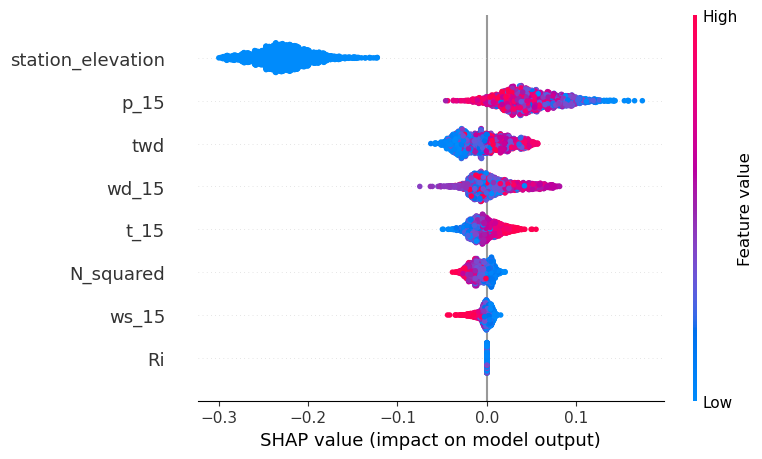 High
station_elevation
p_15
twd
wd_15
t_15
N_squared
ws_15
Ri
Feature value
Low
−0.3 −0.2 −0.1 0.0 0.1
SHAP value (impact on model output)